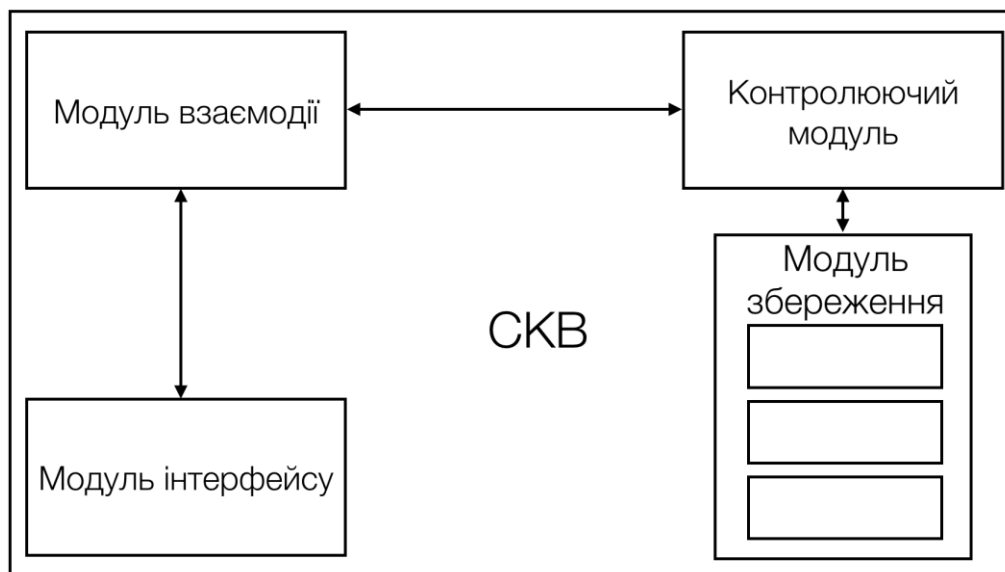 Модуль взаємодії
Контролюючий
модуль
Модуль
збереження
СКВ
Модуль інтерфейсу